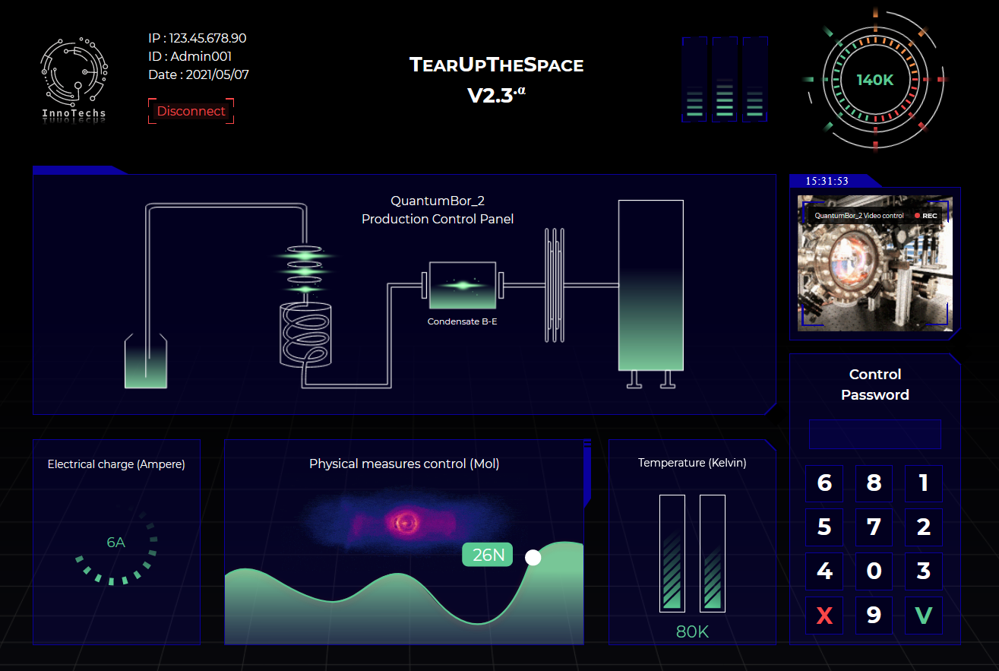 InnoTechs
IP : 123.45.678.90
ID : Admin001
Date : 2021/05/07
Disconnect
TearUpTheSpace
V2.3.α
140K
QuantumBor_2
Production Control Panel
Condensate B-E
15:31:53
QuantumBor_2 Video control
REC
Control
Password
6 8 1
5 7 2
4 0 3
X 9 V
Electrical charge (Ampere)
6A
Physical measures control (Mol)
26N
Temperature (Kelvin)
80K